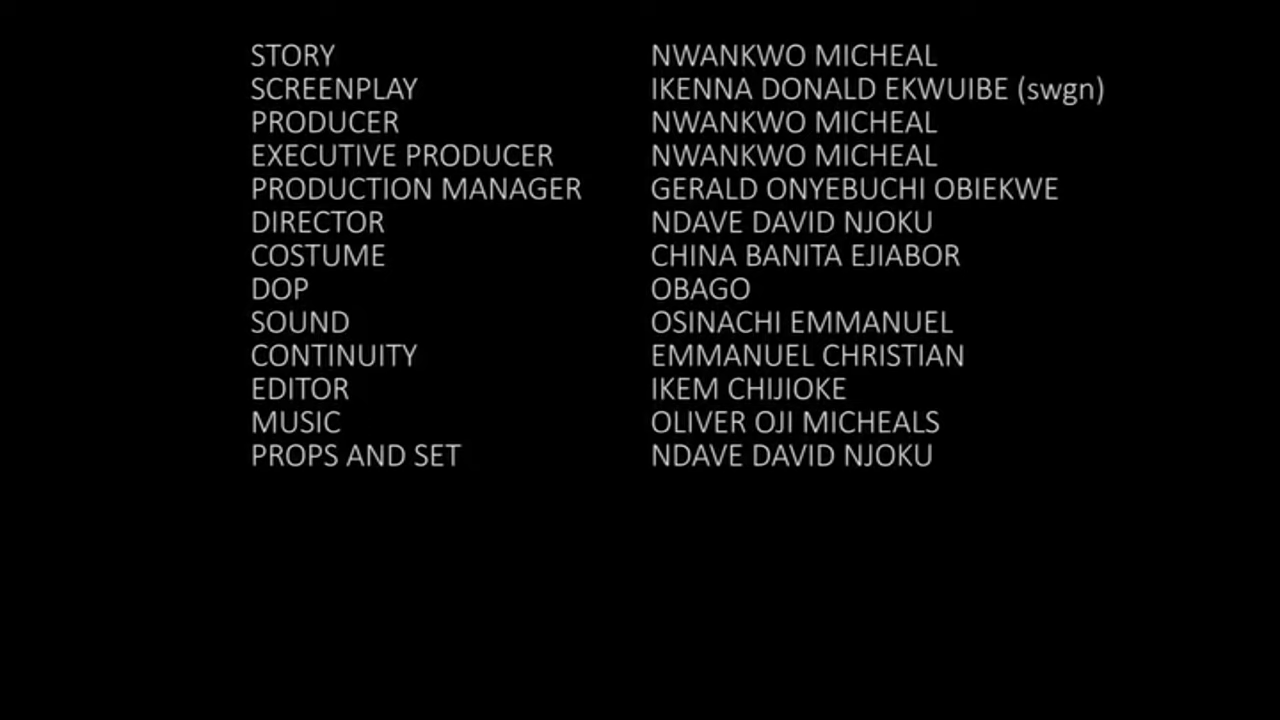 STORY NWANKWO MICHEAL
SCREENPLAY IKENNA DONALD EKWUIBE (swgn)
PRODUCER NWANKWO MICHEAL
EXECUTIVE PRODUCER NWANKWO MICHEAL
PRODUCTION MANAGER GERALD ONYEBUCHI OBIEKWE
DIRECTOR NDAVE DAVID NJOKU
COSTUME CHINA BANITA EJIABOR
DOP OBAGO
SOUND OSINACHI EMMANUEL
CONTINUITY EMMANUEL CHRISTIAN
EDITOR IKEM CHIJIOKE
MUSIC OLIVER OJI MICHEALS
PROPS AND SET NDAVE DAVID NJOKU